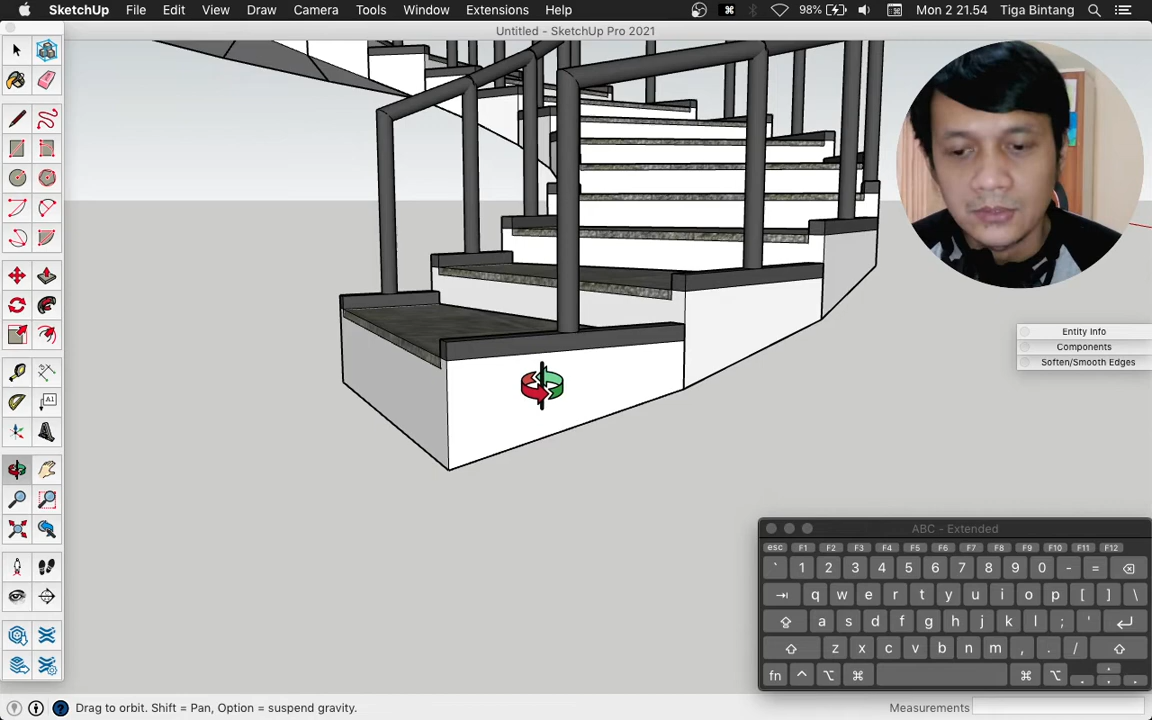 SketchUp File Edit View Draw Camera Tools Window Extensions Help 98% Mon 2 21.54 Tiga Bintang
Untitled - SketchUp Pro 2021
Entity Info
Components
Soften/Smooth Edges
A1
ABC - Extended
esc F1 F2 F3 F4 F5 F6 F7 F8 F9 F10 F11 F12
` 1 2 3 4 5 6 7 8 9 0 - =
q w e r t y u i o p [ ] \
a s d f g h j k l ; '
z x c v b n m , . /
fn
Drag to orbit. Shift = Pan, Option = suspend gravity.
Measurements